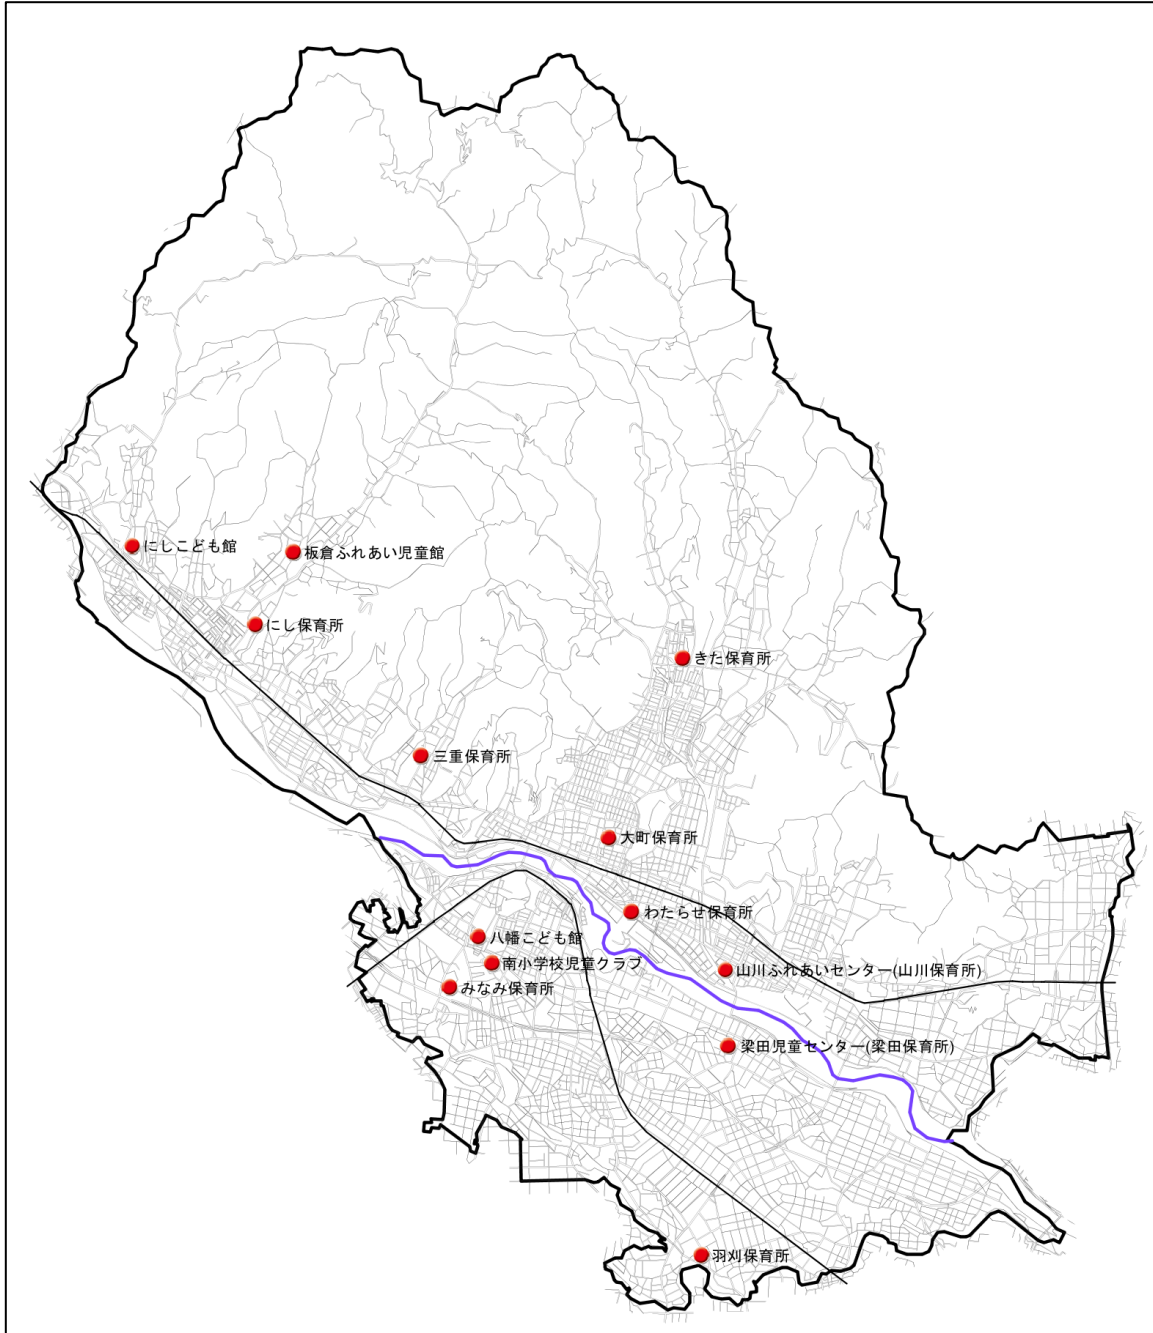 にしこども館
板倉ふれあい児童館
にし保育所
きた保育所
三重保育所
大町保育所
わたらせ保育所
八幡こども館
南小学校児童クラブ
山川ふれあいセンター(山川保育所)
みなみ保育所
梁田児童センター(梁田保育所)
羽刈保育所